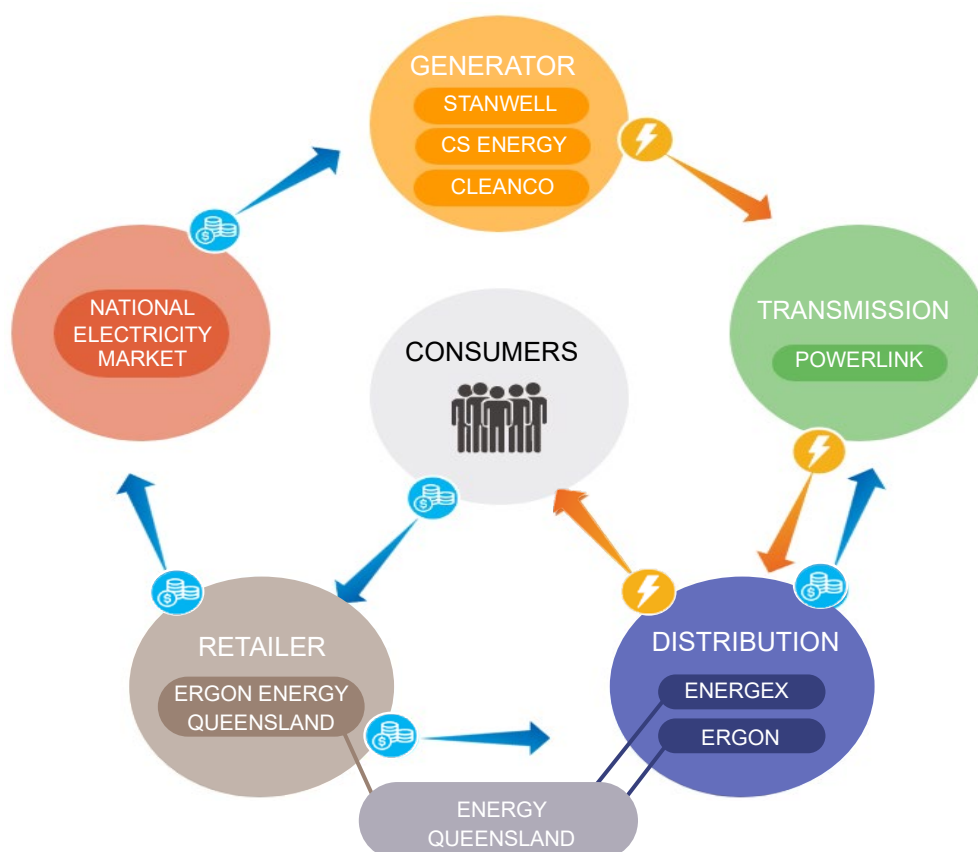 GENERATOR
STANWELL
CS ENERGY
CLEANCO
NATIONAL
ELECTRICITY
MARKET
CONSUMERS
TRANSMISSION
POWERLINK
RETAILER
ERGON ENERGY
QUEENSLAND
DISTRIBUTION
ENERGEX
ERGON
ENERGY
QUEENSLAND